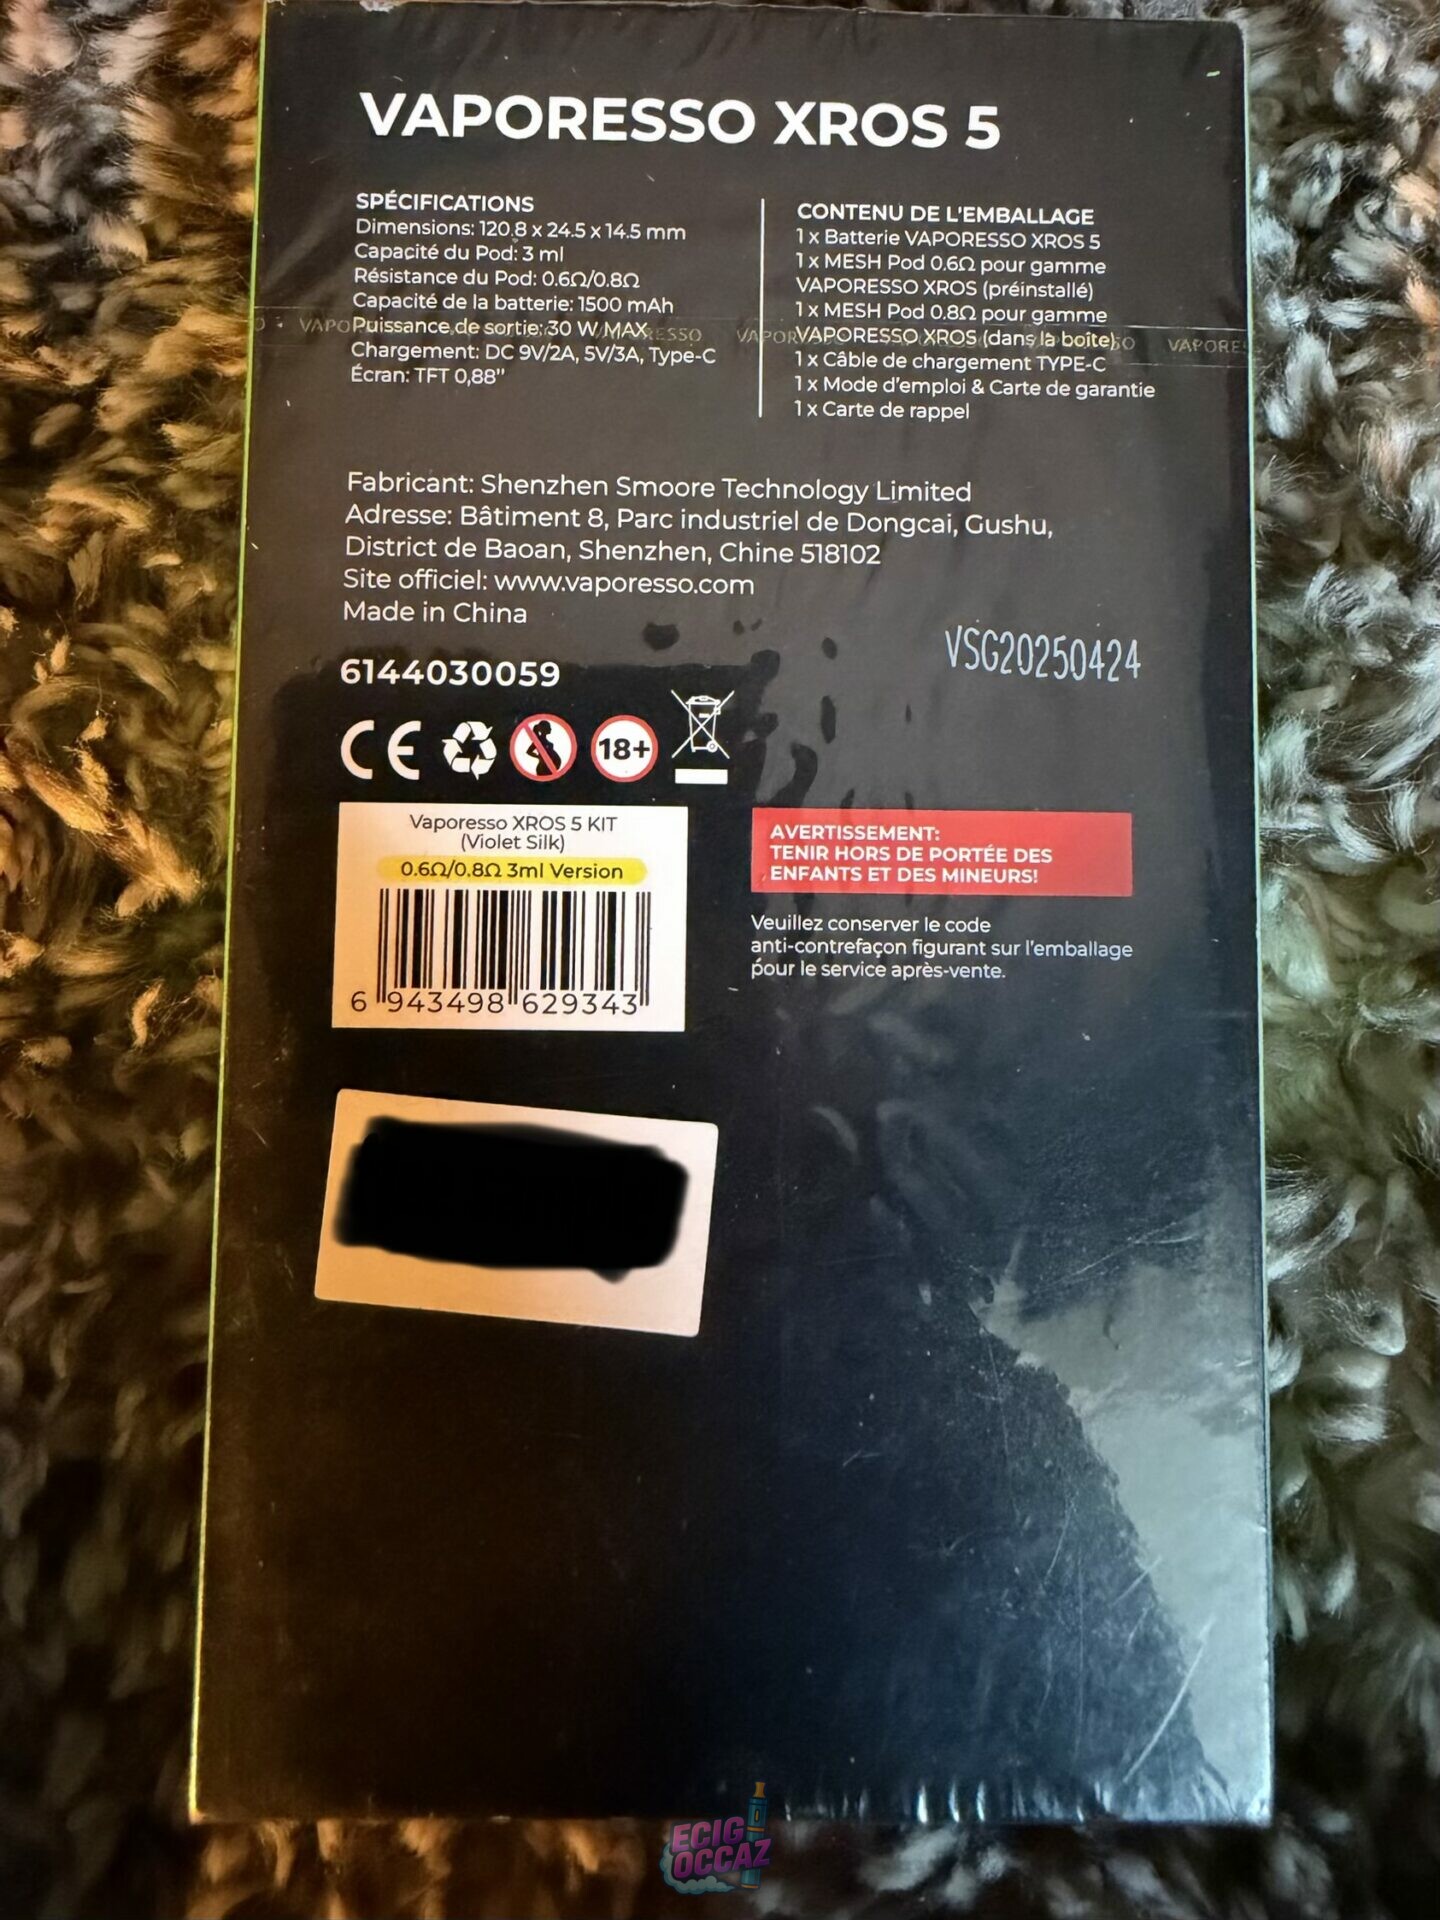 VAPORESSO XROS 5
SPÉCIFICATIONS
Dimensions: 120.8 x 24.5 x 14.5 mm
Capacité du Pod: 3 ml
Résistance du Pod: 0.6Ω/0.8Ω
Capacité de la batterie: 1500 mAh
Puissance de sortie: 30 W MAX
Chargement: DC 9V/2A, 5V/3A, Type-C
Écran: TFT 0,88''
CONTENU DE L'EMBALLAGE
1 x Batterie VAPORESSO XROS 5
1 x MESH Pod 0.6Ω pour gamme
VAPORESSO XROS (préinstallé)
1 x MESH Pod 0.8Ω pour gamme
VAPORESSO XROS (dans la boîte)
1 x Câble de chargement TYPE-C
1 x Mode d'emploi & Carte de garantie
1 x Carte de rappel
Fabricant: Shenzhen Smoore Technology Limited
Adresse: Bâtiment 8, Parc industriel de Dongcai, Gushu,
District de Baoan, Shenzhen, Chine 518102
Site officiel: www.vaporesso.com
Made in China
VSG20250424
6144030059
CE
18+
Vaporesso XROS 5 KIT
(Violet Silk)
0.6Ω/0.8Ω 3ml Version
6 943498 629343
AVERTISSEMENT:
TENIR HORS DE PORTÉE DES
ENFANTS ET DES MINEURS!
Veuillez conserver le code
anti-contrefaçon figurant sur l'emballage
pour le service après-vente.
ECIG
OCCAZ